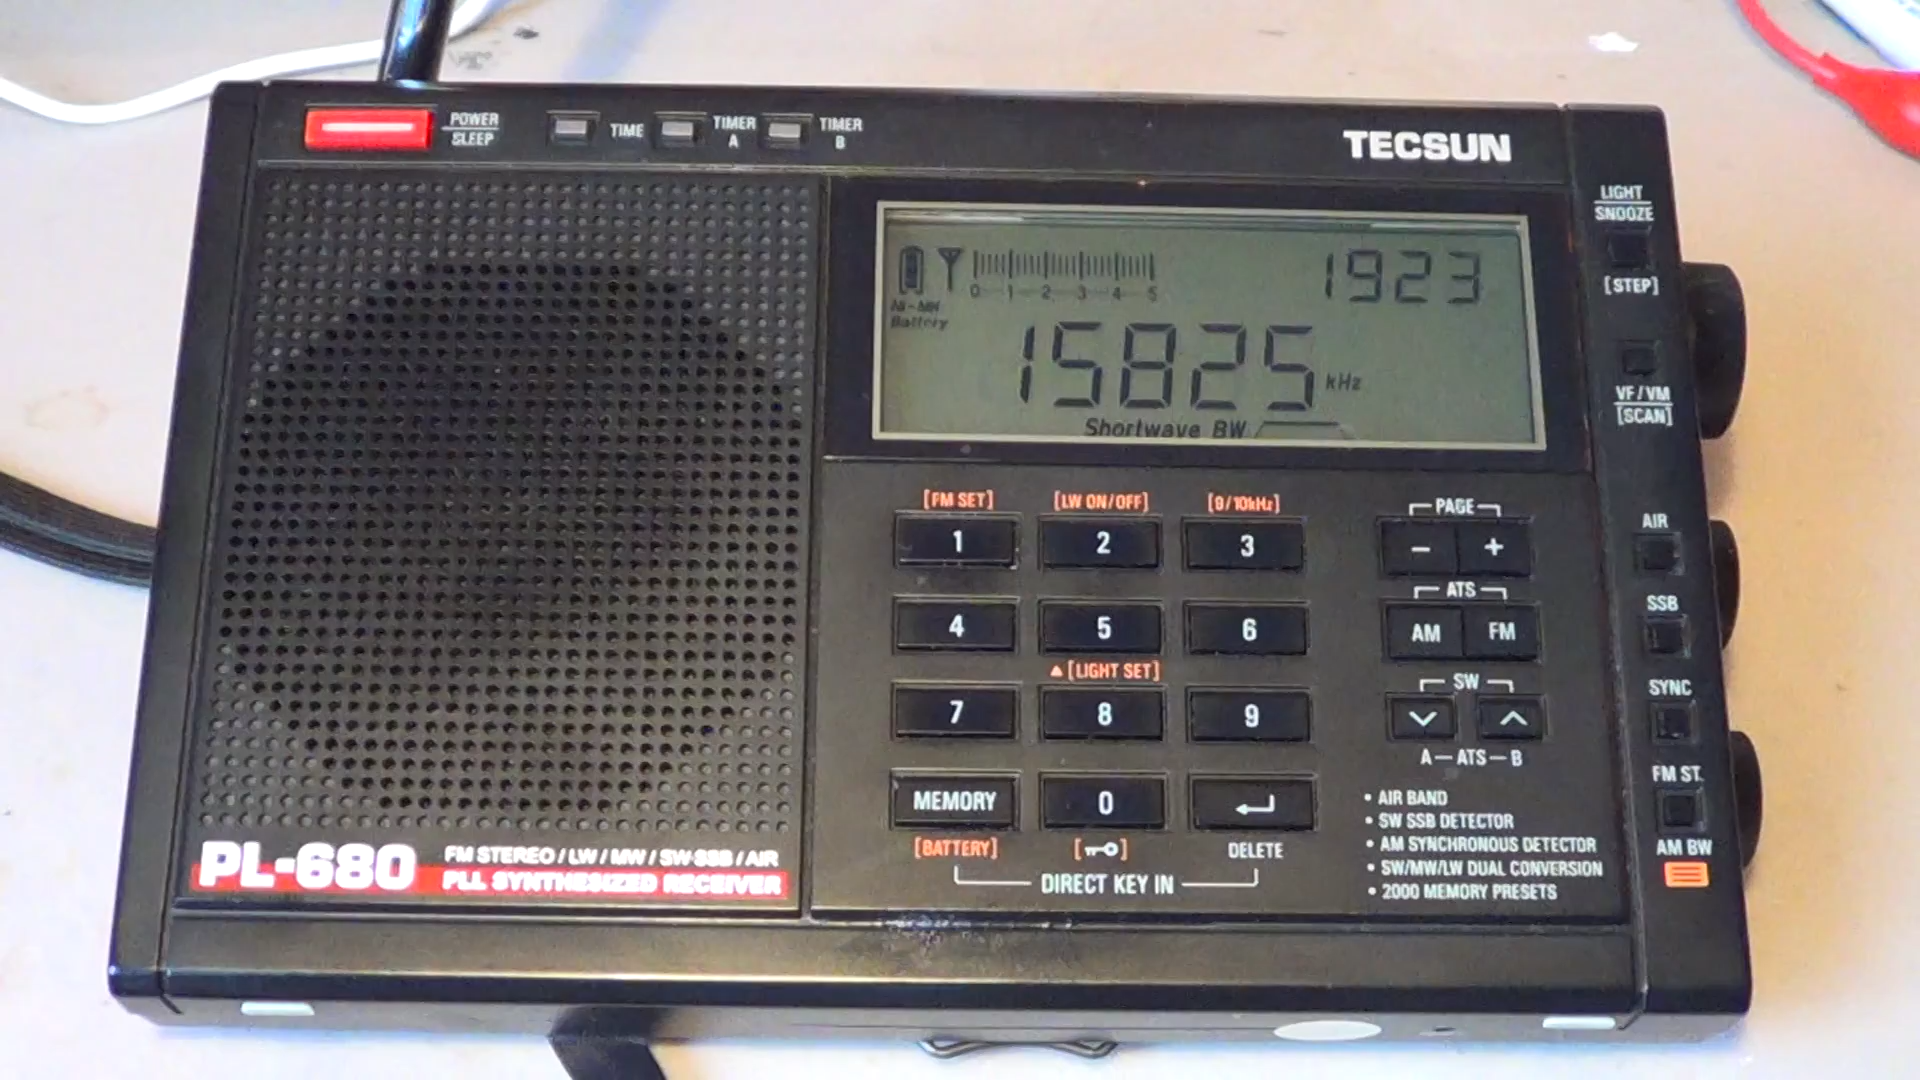 POWER
SLEEP
TIME
TIMER
A
TIMER
B
TECSUN
LIGHT
SNOOZE
[STEP]
1923
0 1 2 3 4 5
Ni-MH
Battery
15825 kHz
Shortwave BW
VF/VM
[SCAN]
[FM SET] [LW ON/OFF] [9/10kHz]
1 2 3
PAGE
- +
AIR
4 5 6
ATS
AM FM
SSB
▲[LIGHT SET]
7 8 9
SW
A-ATS-B
SYNC
MEMORY 0
[BATTERY] DELETE
DIRECT KEY IN
• AIR BAND
• SW SSB DETECTOR
• AM SYNCHRONOUS DETECTOR
• SW/MW/LW DUAL CONVERSION
• 2000 MEMORY PRESETS
FM ST.
AM BW
PL-680
FM STEREO / LW / MW / SW-SSB / AIR
PLL SYNTHESIZED RECEIVER